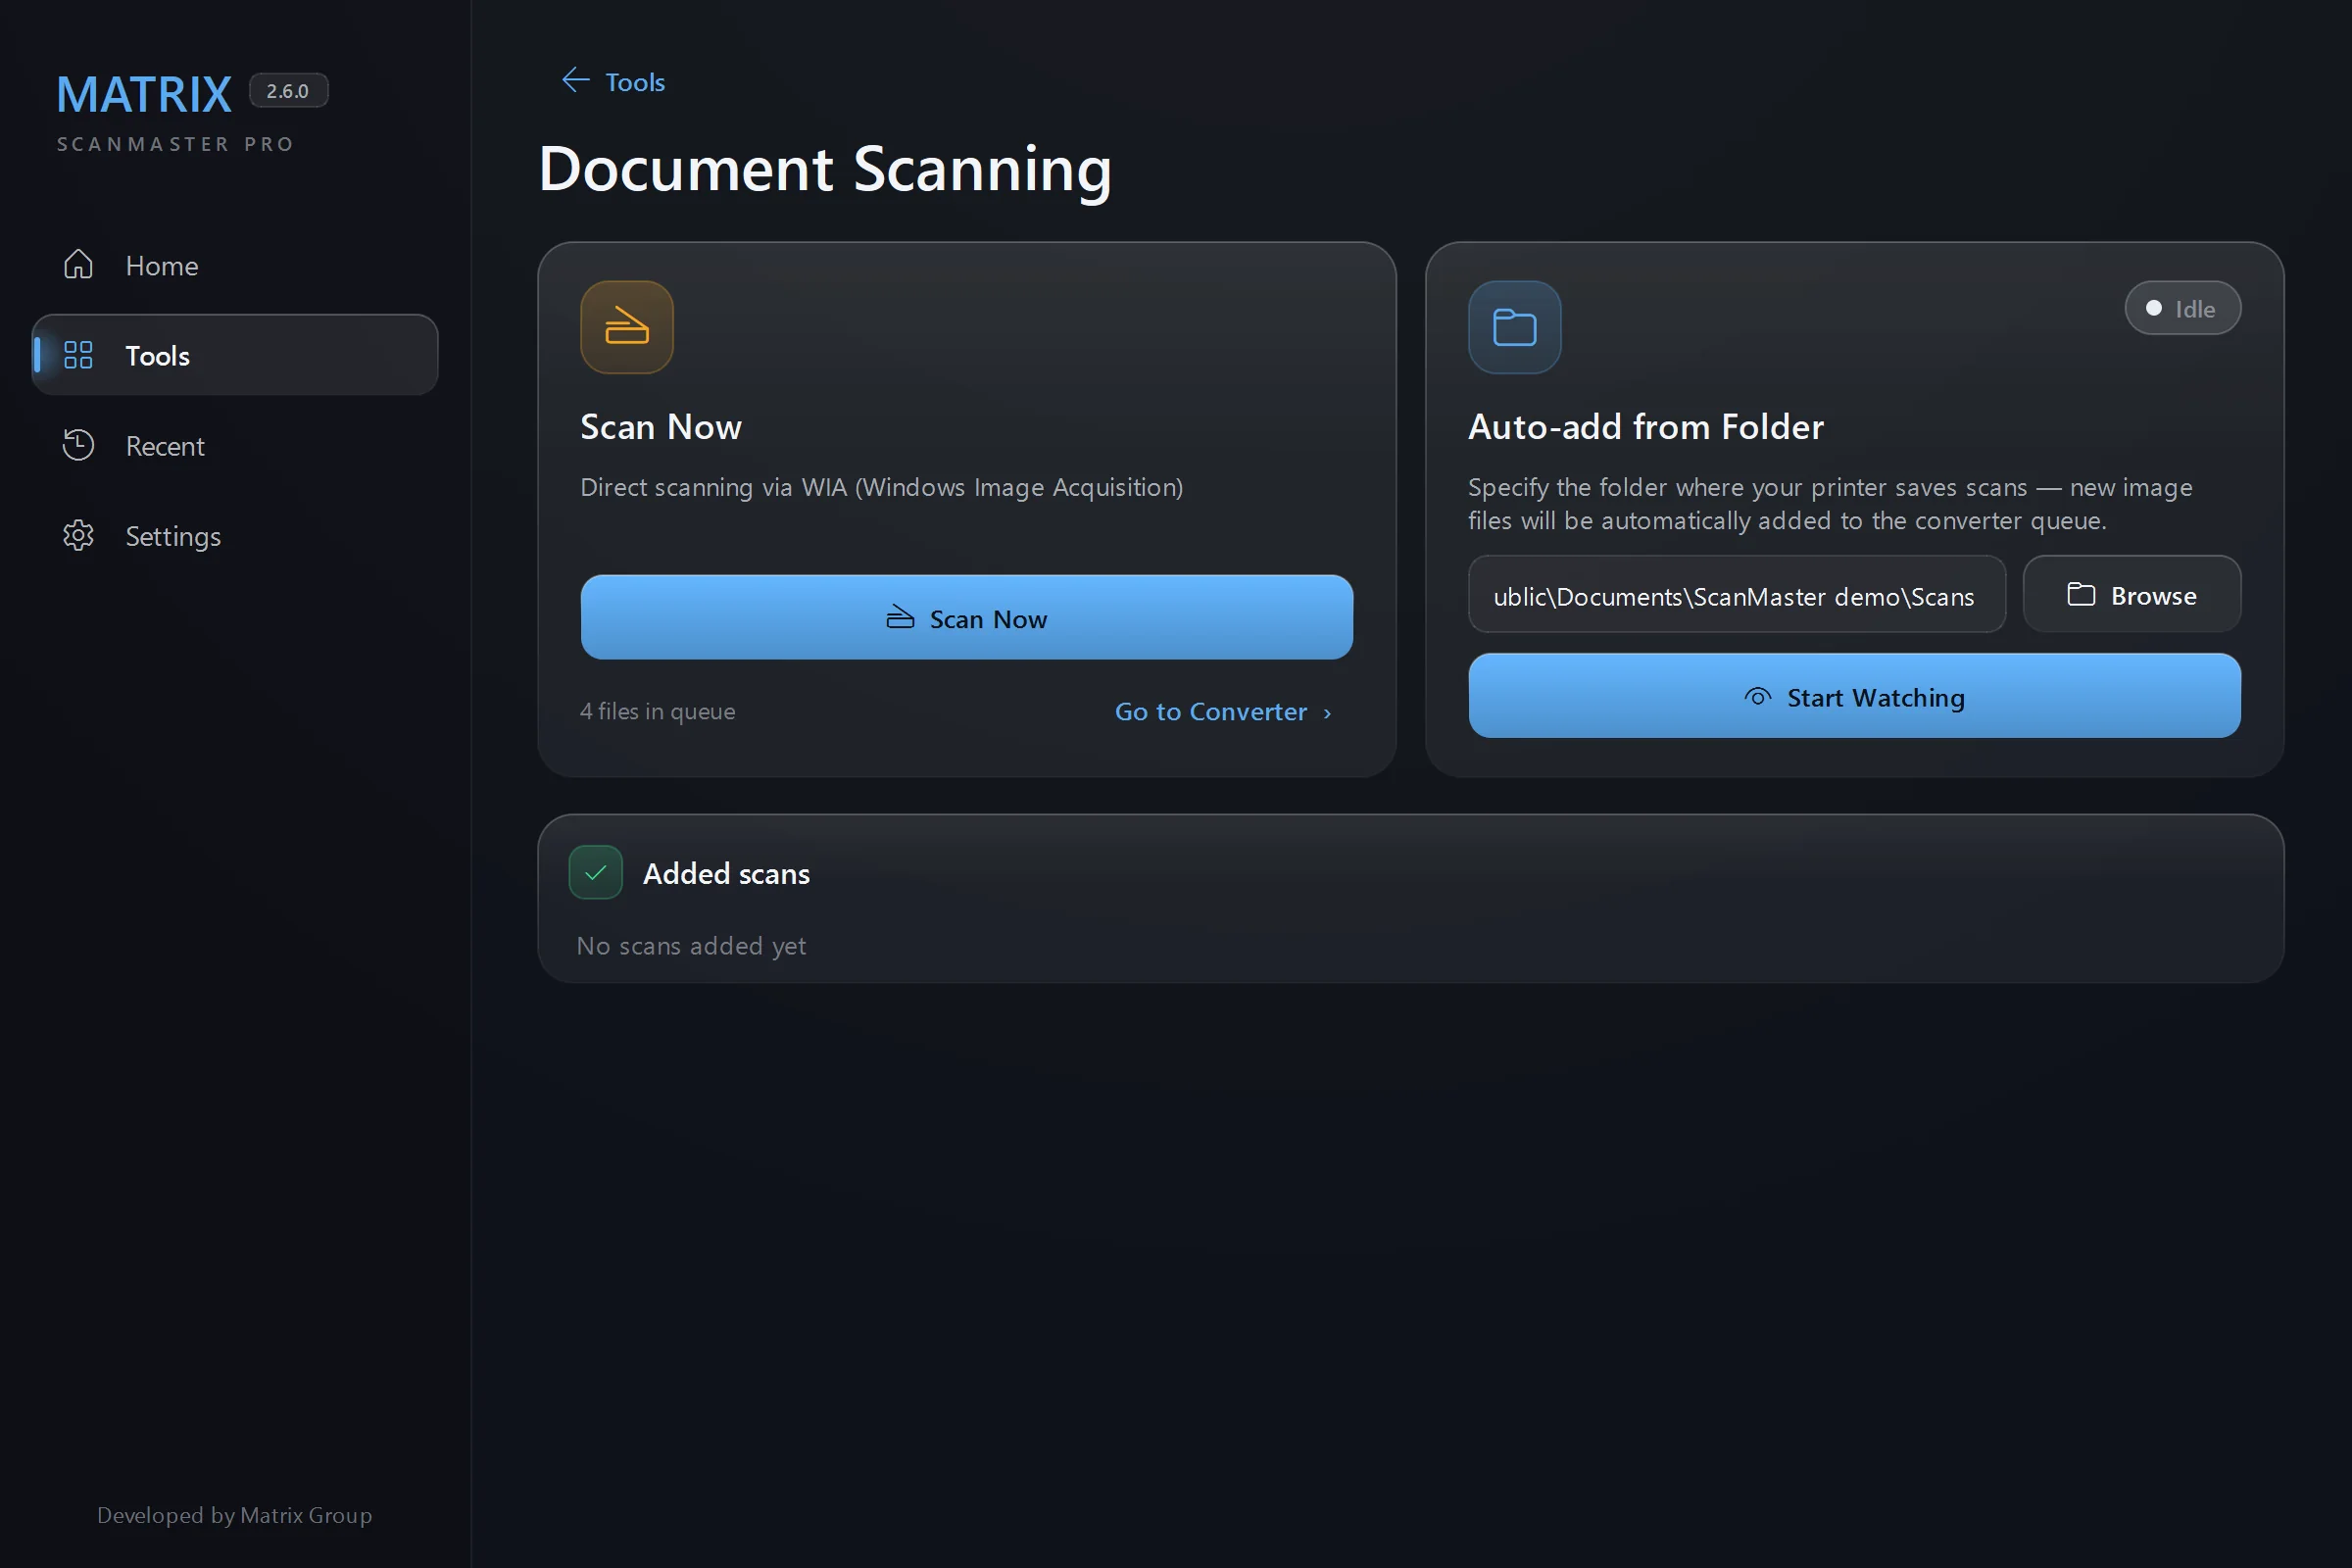 MATRIX 2.6.0
SCANMASTER PRO
Home
Tools
Recent
Settings
Developed by Matrix Group
Tools
Document Scanning
Scan Now
Direct scanning via WIA (Windows Image Acquisition)
Scan Now
4 files in queue
Go to Converter ›
Idle
Auto-add from Folder
Specify the folder where your printer saves scans — new image
files will be automatically added to the converter queue.
ublic\Documents\ScanMaster demo\Scans
Browse
Start Watching
Added scans
No scans added yet